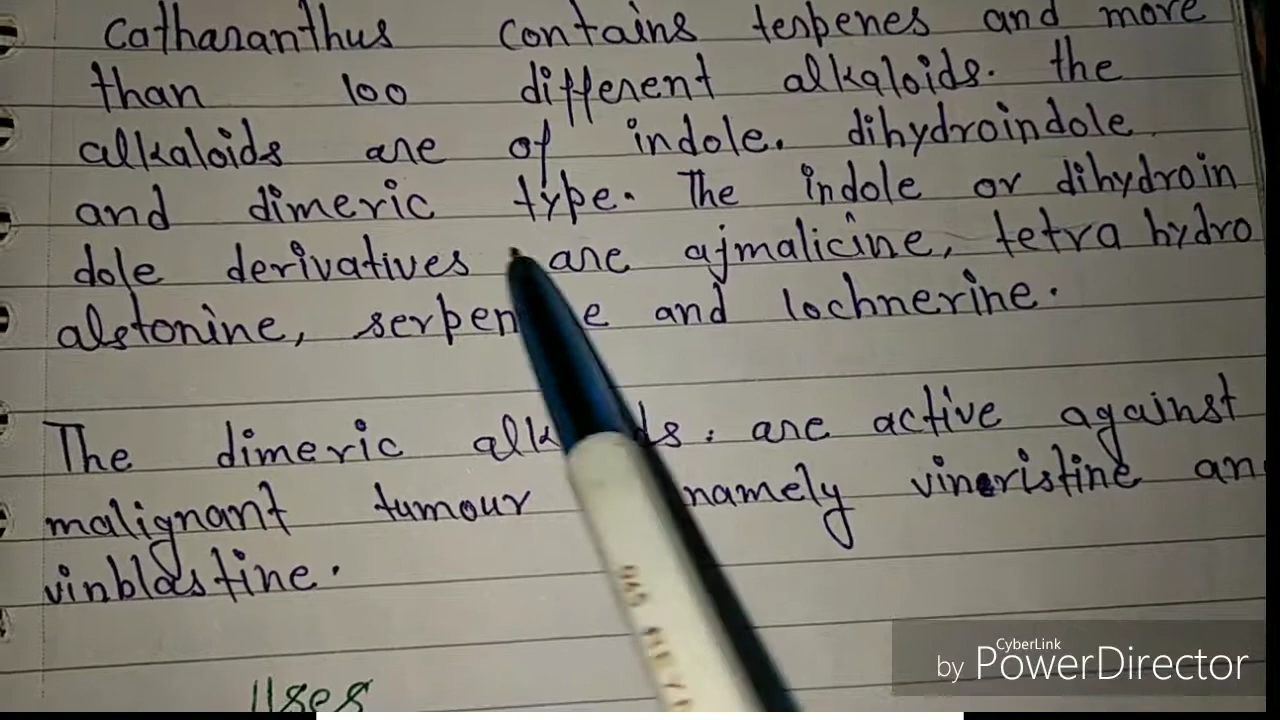 Catharanthus contains terpenes and more
than 100 different alkaloids. the
alkaloids are of indole. dihydroindole
and dimeric type. The indole or dihydroin
dole derivatives are ajmalicine, tetra hydro
alstonine, and lochnerine.
The dimeric are active against
malignant tumour namely vincristine an
vinblastine.
Uses
CyberLink
by PowerDirector